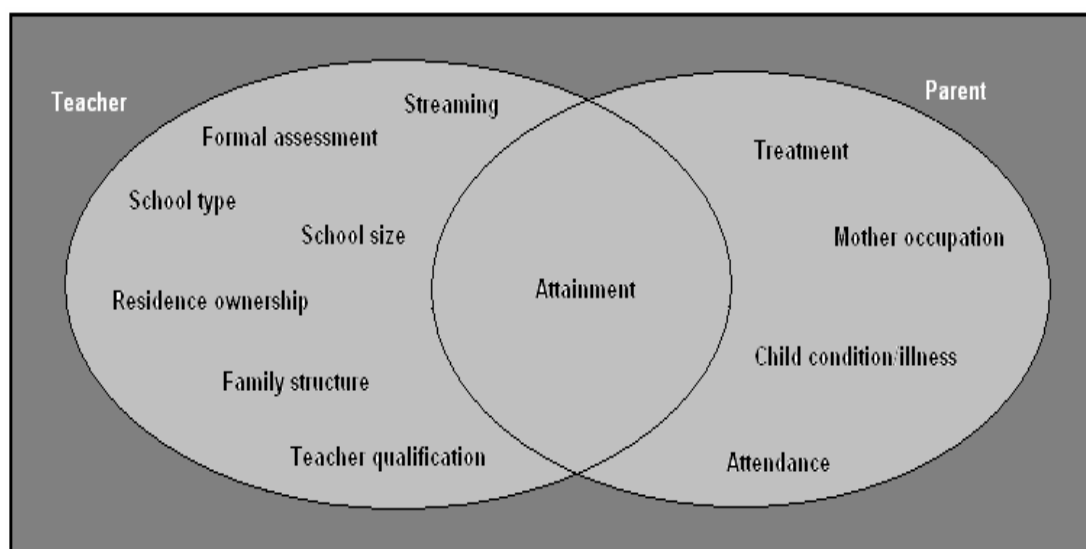 Teacher
Parent
Streaming
Formal assessment
Treatment
School type
School size
Mother occupation
Attainment
Residence ownership
Child condition/illness
Family structure
Teacher qualification
Attendance